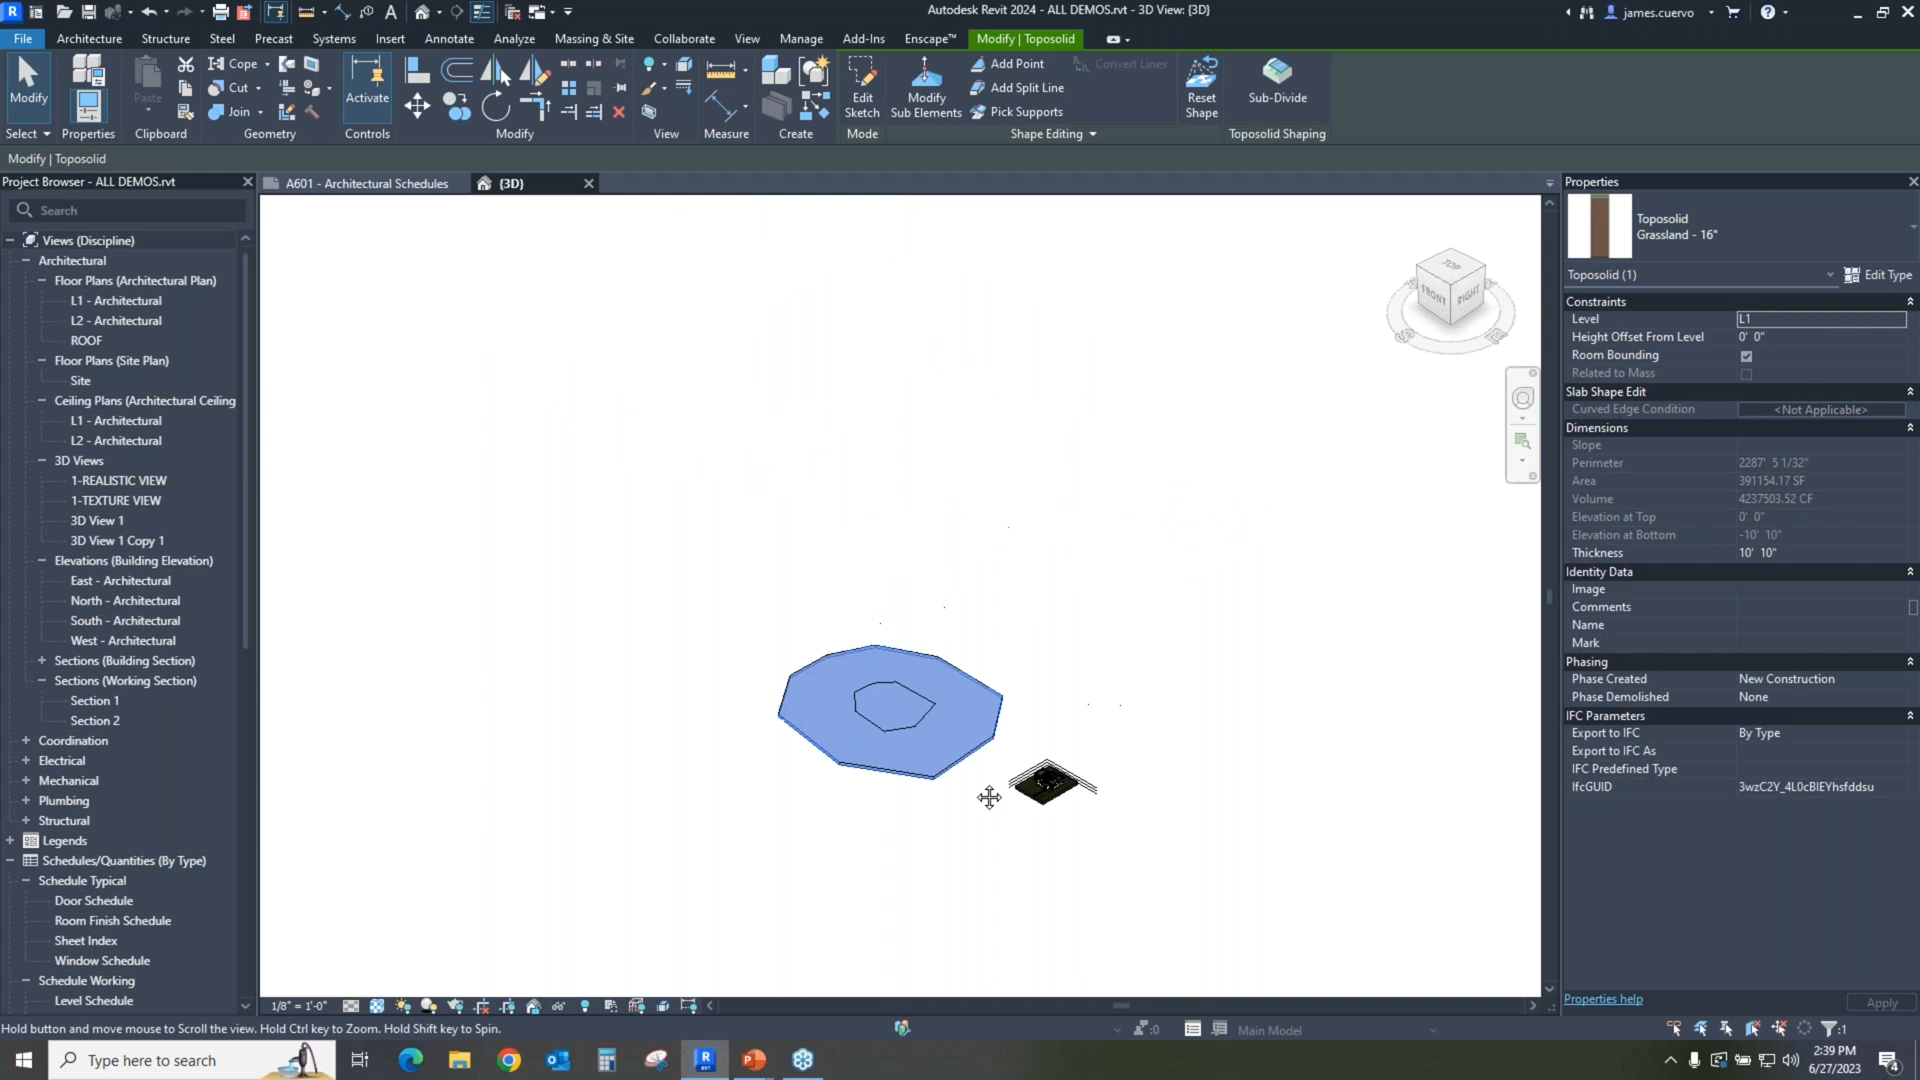 Autodesk Revit 2024 - ALL DEMOS.rvt - 3D View: {3D}
james.cuervo
File
Architecture
Structure
Steel
Precast
Systems
Insert
Annotate
Analyze
Massing & Site
Collaborate
View
Manage
Add-Ins
Enscape™
Modify | Toposolid
Modify
Select
Properties
Paste
Clipboard
Cope
Cut
Join
Geometry
Activate
Controls
Modify
View
Measure
Create
Edit
Sketch
Mode
Modify
Sub Elements
Add Point
Add Split Line
Pick Supports
Convert Lines
Reset
Shape
Shape Editing
Sub-Divide
Toposolid Shaping
Modify | Toposolid
Project Browser - ALL DEMOS.rvt
Search
Views (Discipline)
Architectural
Floor Plans (Architectural Plan)
L1 - Architectural
L2 - Architectural
ROOF
Floor Plans (Site Plan)
Site
Ceiling Plans (Architectural Ceiling
L1 - Architectural
L2 - Architectural
3D Views
1-REALISTIC VIEW
1-TEXTURE VIEW
3D View 1
3D View 1 Copy 1
Elevations (Building Elevation)
East - Architectural
North - Architectural
South - Architectural
West - Architectural
Sections (Building Section)
Sections (Working Section)
Section 1
Section 2
Coordination
Electrical
Mechanical
Plumbing
Structural
Legends
Schedules/Quantities (By Type)
Schedule Typical
Door Schedule
Room Finish Schedule
Sheet Index
Window Schedule
Schedule Working
Level Schedule
A601 - Architectural Schedules
{3D}
TOP
FRONT
RIGHT
1/8" = 1'-0"
Properties
Toposolid
Grassland - 16"
Toposolid (1)
Edit Type
Constraints
Level L1
Height Offset From Level 0' 0"
Room Bounding
Related to Mass
Slab Shape Edit
Curved Edge Condition <Not Applicable>
Dimensions
Slope
Perimeter 2287' 5 1/32"
Area 391154.17 SF
Volume 4237503.52 CF
Elevation at Top 0' 0"
Elevation at Bottom -10' 10"
Thickness 10' 10"
Identity Data
Image
Comments
Name
Mark
Phasing
Phase Created New Construction
Phase Demolished None
IFC Parameters
Export to IFC By Type
Export to IFC As
IFC Predefined Type
IfcGUID 3wzC2Y_4L0cBIEYhsfddsu
Properties help
Apply
Hold button and move mouse to Scroll the view. Hold Ctrl key to Zoom. Hold Shift key to Spin.
:0
Main Model
:1
Type here to search
2:39 PM
6/27/2023
4